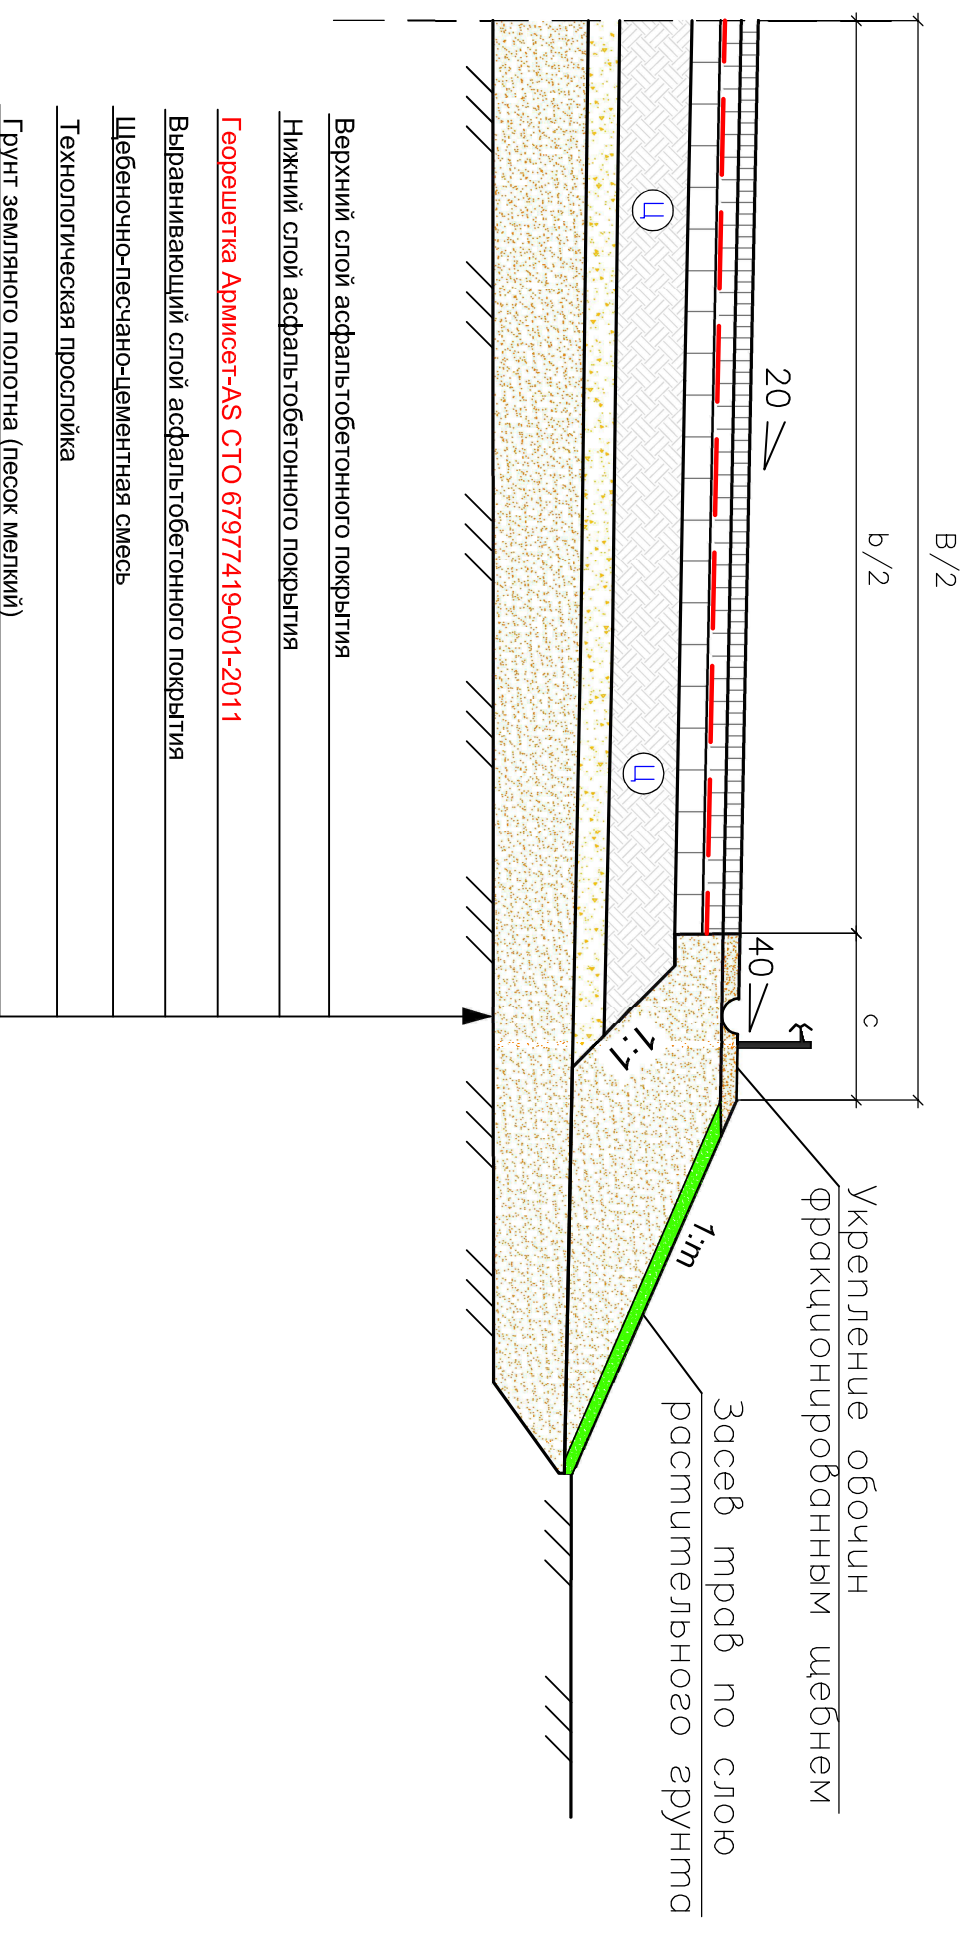 B/2
b/2
c
20
40
Ц
Ц
1:1
1:m
Укрепление обочин
фракционированным щебнем
Засев трав по слою
растительного грунта
Верхний слой асфальтобетонного покрытия
Нижний слой асфальтобетонного покрытия
Георешетка Армисет-AS СТО 67977419-001-2011
Выравнивающий слой асфальтобетонного покрытия
Щебеночно-песчано-цементная смесь
Технологическая прослойка
Грунт земляного полотна (песок мелкий)